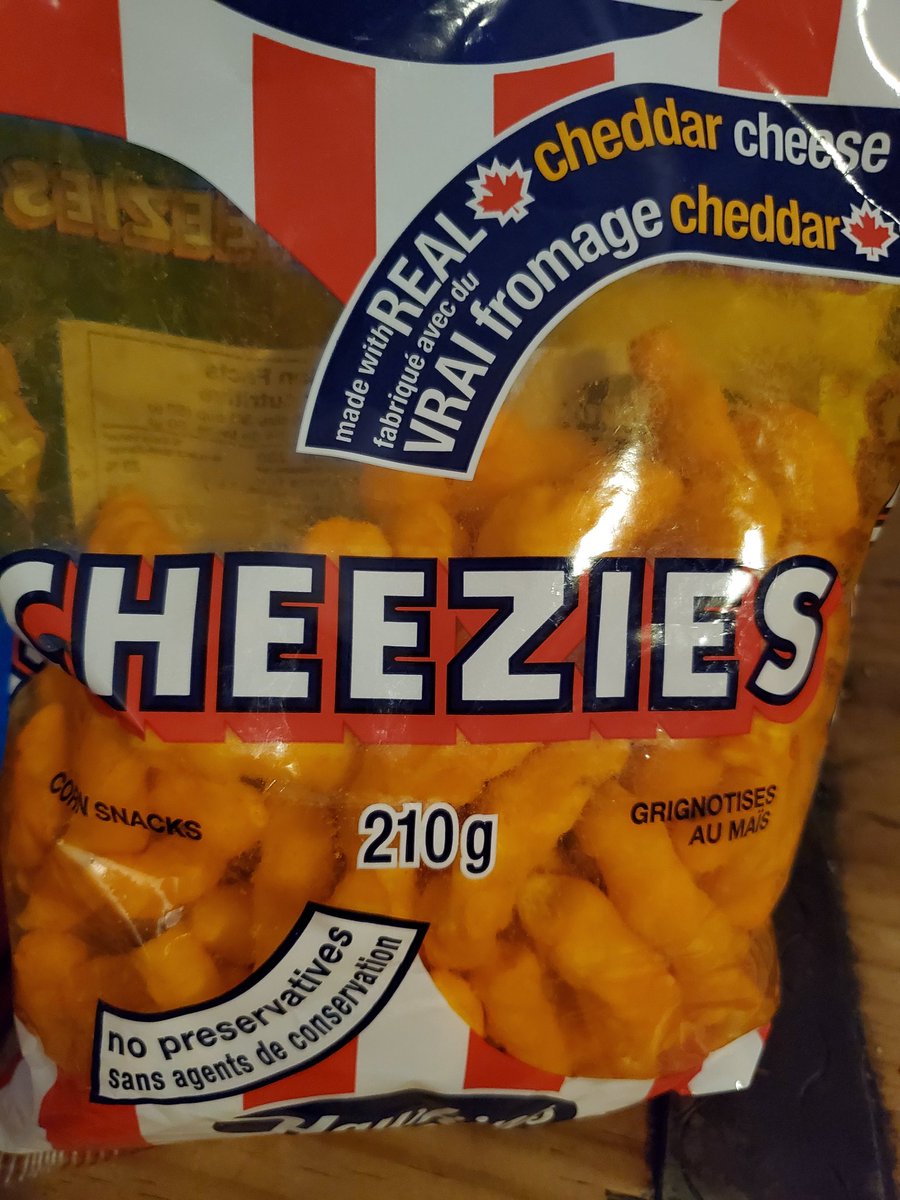 made with REAL cheddar cheese
fabriqué avec du
VRAI fromage cheddar
CHEEZIES
CORN SNACKS
210 g
GRIGNOTISES
AU MAÏS
no preservatives
sans agents de conservation